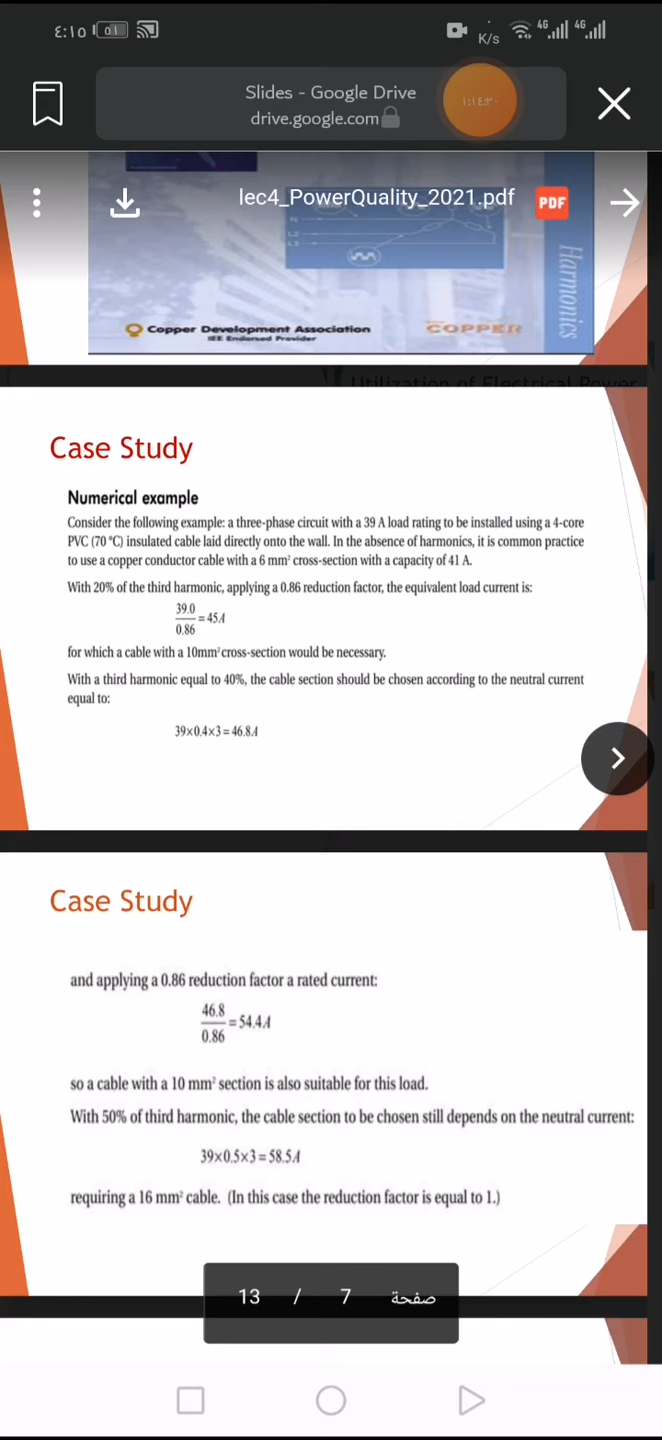 ٤:١٥
٥١
K/s
4G
4G
Slides - Google Drive
drive.google.com
lec4_PowerQuality_2021.pdf
PDF
Harmonics
Copper Development Association
IEE Endorsed Provider
COPPER
Utilization of Electrical Power
Case Study
Numerical example
Consider the following example: a three-phase circuit with a 39 A load rating to be installed using a 4-core
PVC (70 °C) insulated cable laid directly onto the wall. In the absence of harmonics, it is common practice
to use a copper conductor cable with a 6 mm² cross-section with a capacity of 41 A.
With 20% of the third harmonic, applying a 0.86 reduction factor, the equivalent load current is:
39.0
0.86
=45A
for which a cable with a 10mm² cross-section would be necessary.
With a third harmonic equal to 40%, the cable section should be chosen according to the neutral current
equal to:
39×0.4×3=46.8A
Case Study
and applying a 0.86 reduction factor a rated current:
46.8
0.86
=54.4A
so a cable with a 10 mm² section is also suitable for this load.
With 50% of third harmonic, the cable section to be chosen still depends on the neutral current:
39×0.5×3=58.5A
requiring a 16 mm² cable. (In this case the reduction factor is equal to 1.)
صفحة 7 / 13